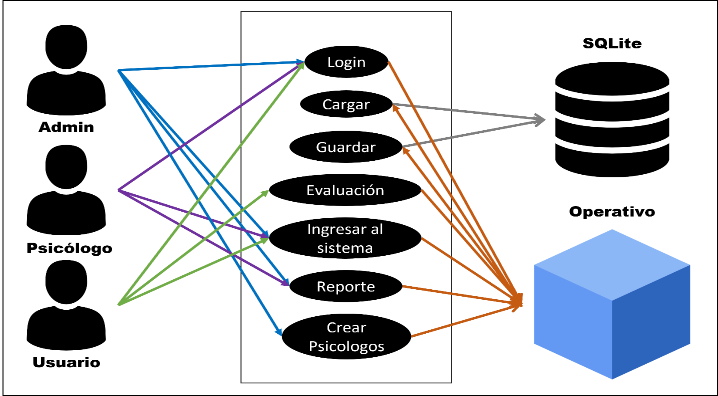 Admin
Psicólogo
Usuario
Login
Cargar
Guardar
Evaluación
Ingresar al
sistema
Reporte
Crear
Psicologos
SQLite
Operativo